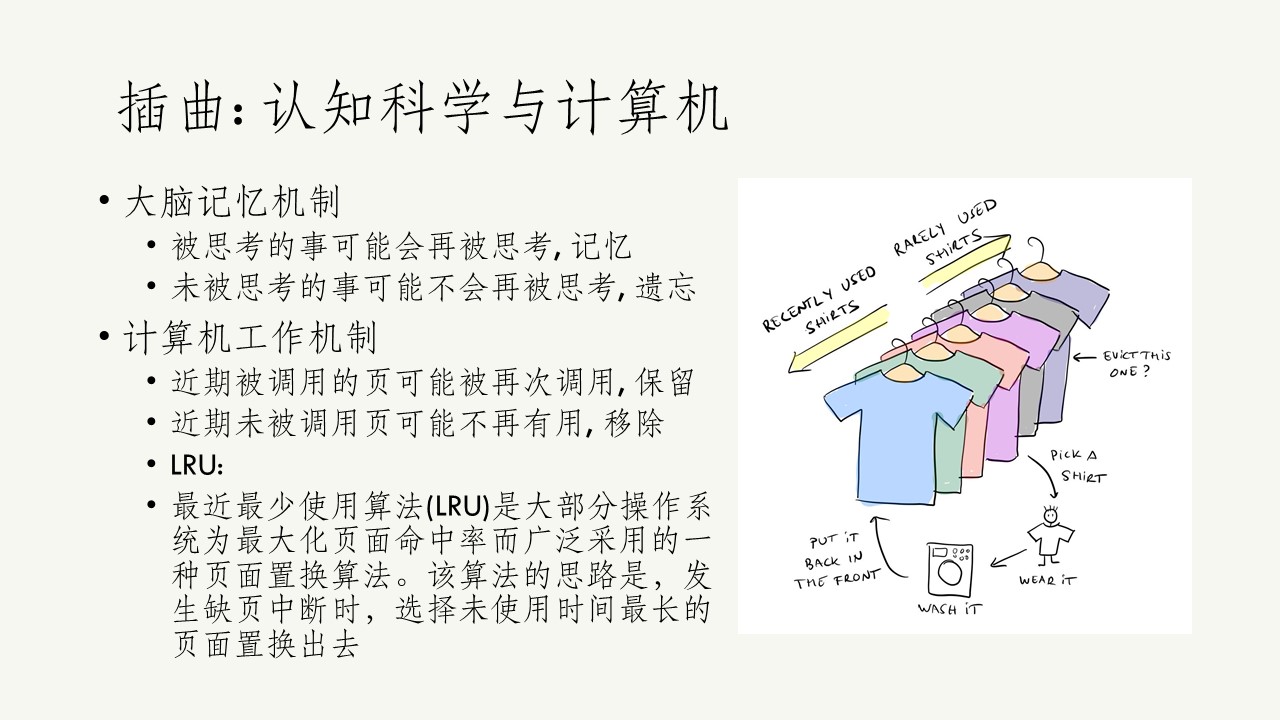 插曲: 认知科学与计算机
• 大脑记忆机制
• 被思考的事可能会再被思考, 记忆
• 未被思考的事可能不会再被思考, 遗忘
• 计算机工作机制
• 近期被调用的页可能被再次调用, 保留
• 近期未被调用页可能不再有用, 移除
• LRU:
• 最近最少使用算法(LRU)是大部分操作系
统为最大化页面命中率而广泛采用的一
种页面置换算法。该算法的思路是，发
生缺页中断时，选择未使用时间最长的
页面置换出去
RARELY USED
SHIRTS
RECENTLY USED
SHIRTS
EVICT THIS
ONE?
PICK A
SHIRT
WEAR IT
WASH IT
PUT IT
BACK IN
THE FRONT